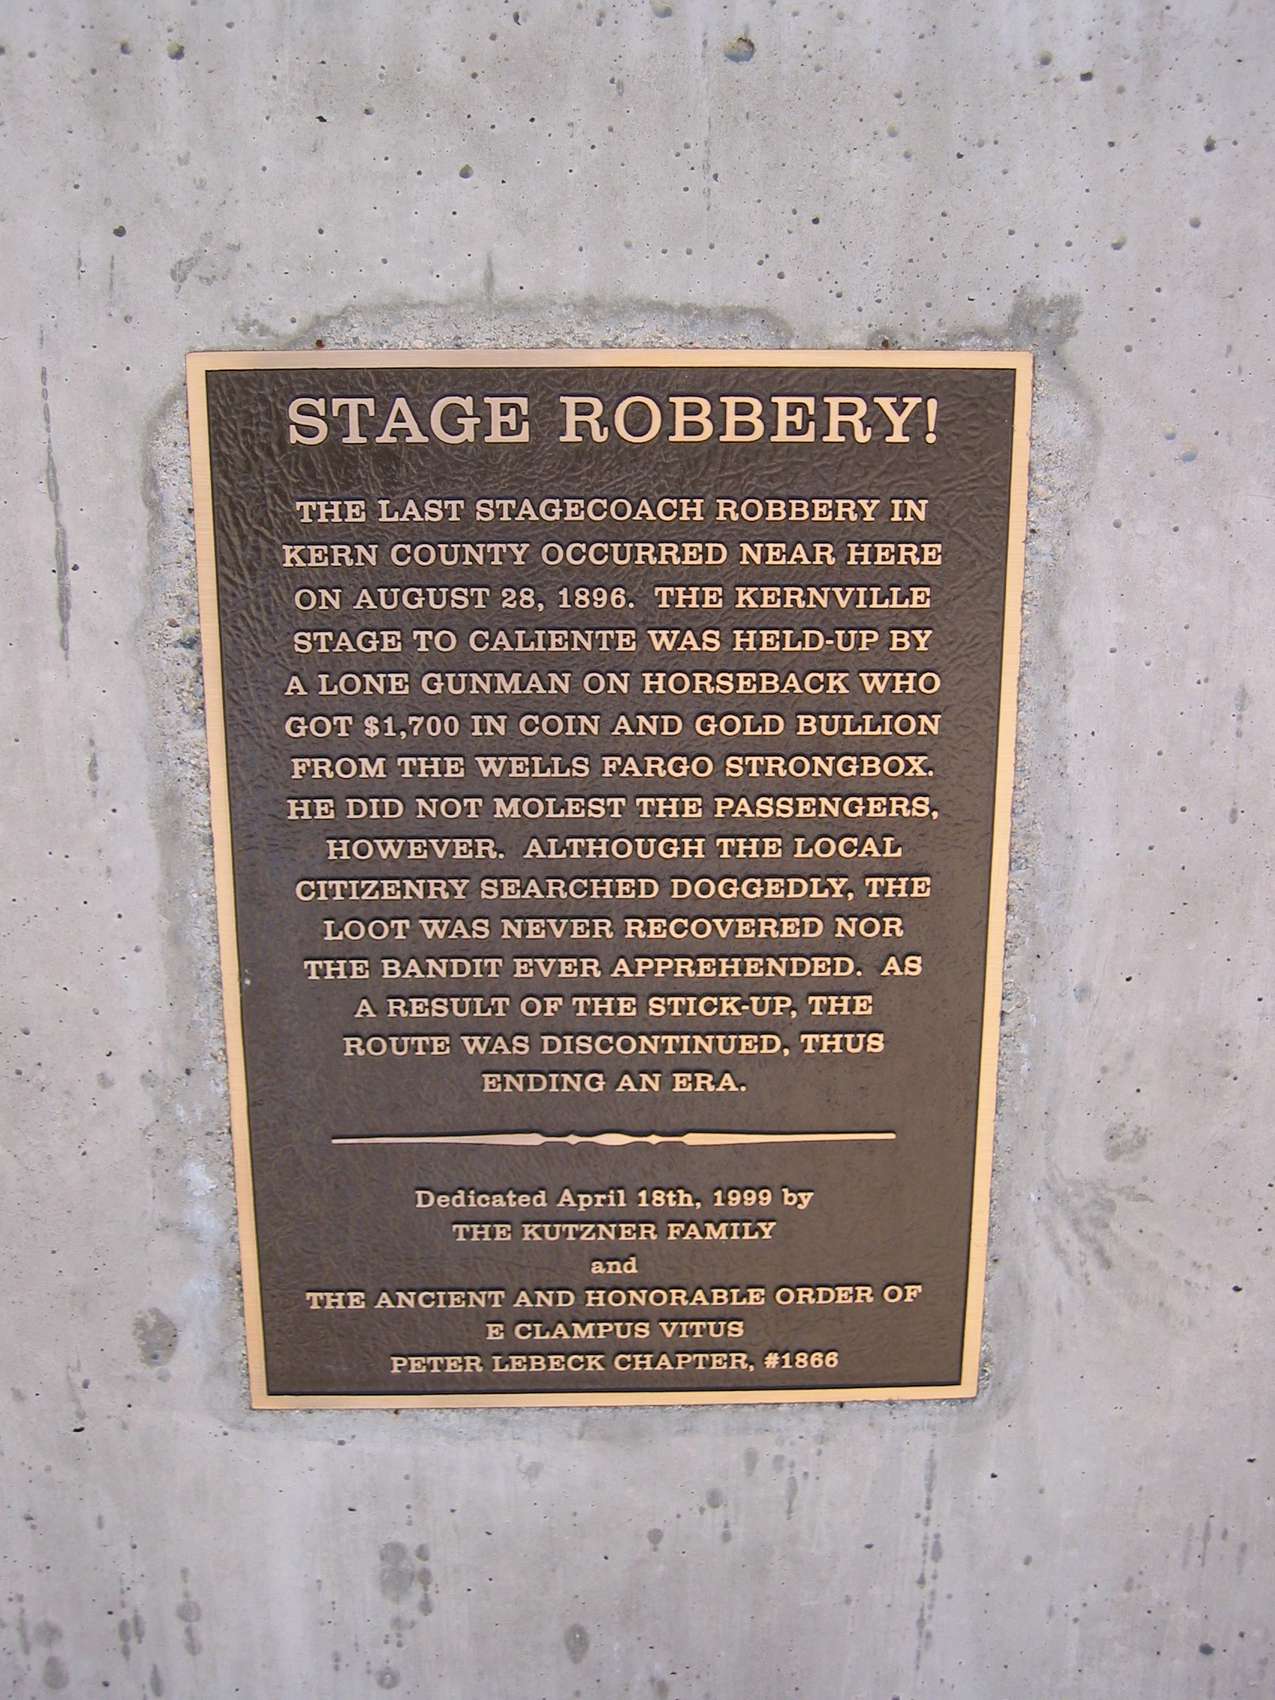 STAGE ROBBERY!
THE LAST STAGECOACH ROBBERY IN
KERN COUNTY OCCURRED NEAR HERE
ON AUGUST 28, 1896. THE KERNVILLE
STAGE TO CALIENTE WAS HELD-UP BY
A LONE GUNMAN ON HORSEBACK WHO
GOT $1,700 IN COIN AND GOLD BULLION
FROM THE WELLS FARGO STRONGBOX.
HE DID NOT MOLEST THE PASSENGERS,
HOWEVER. ALTHOUGH THE LOCAL
CITIZENRY SEARCHED DOGGEDLY, THE
LOOT WAS NEVER RECOVERED NOR
THE BANDIT EVER APPREHENDED. AS
A RESULT OF THE STICK-UP, THE
ROUTE WAS DISCONTINUED, THUS
ENDING AN ERA.
Dedicated April 18th, 1999 by
THE KUTZNER FAMILY
and
THE ANCIENT AND HONORABLE ORDER OF
E CLAMPUS VITUS
PETER LEBECK CHAPTER, #1866